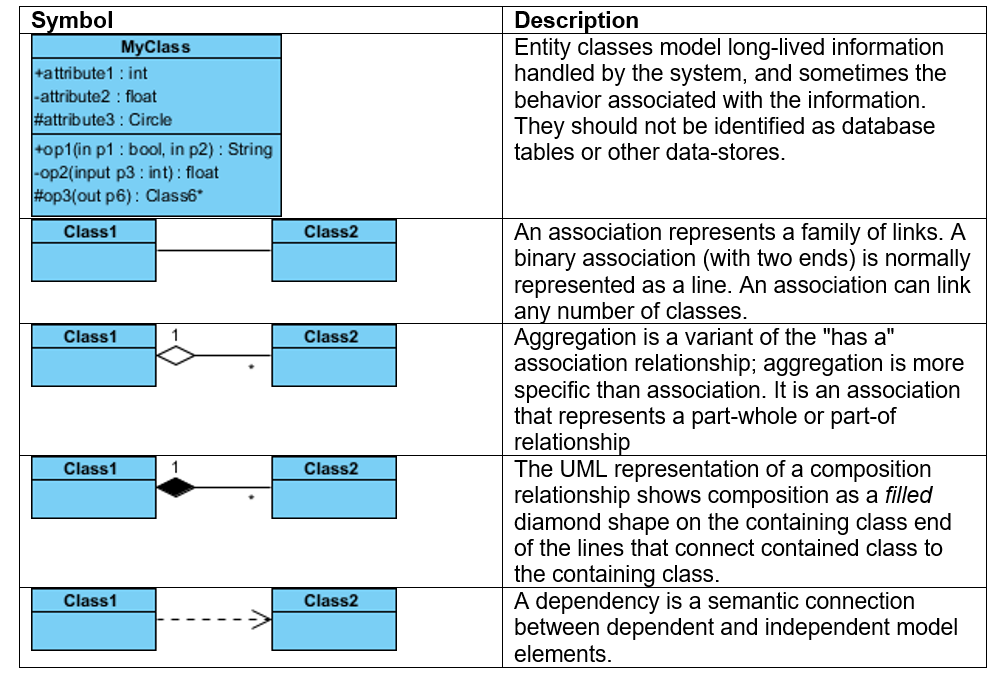 Symbol
Description
MyClass
+attribute1 : int
-attribute2 : float
#attribute3 : Circle
+op1(in p1 : bool, in p2) : String
-op2(input p3 : int) : float
#op3(out p6) : Class6*
Entity classes model long-lived information
handled by the system, and sometimes the
behavior associated with the information.
They should not be identified as database
tables or other data-stores.
Class1
Class2
An association represents a family of links. A
binary association (with two ends) is normally
represented as a line. An association can link
any number of classes.
Class1
1
*
Class2
Aggregation is a variant of the "has a"
association relationship; aggregation is more
specific than association. It is an association
that represents a part-whole or part-of
relationship
Class1
1
*
Class2
The UML representation of a composition
relationship shows composition as a filled
diamond shape on the containing class end
of the lines that connect contained class to
the containing class.
Class1
Class2
A dependency is a semantic connection
between dependent and independent model
elements.